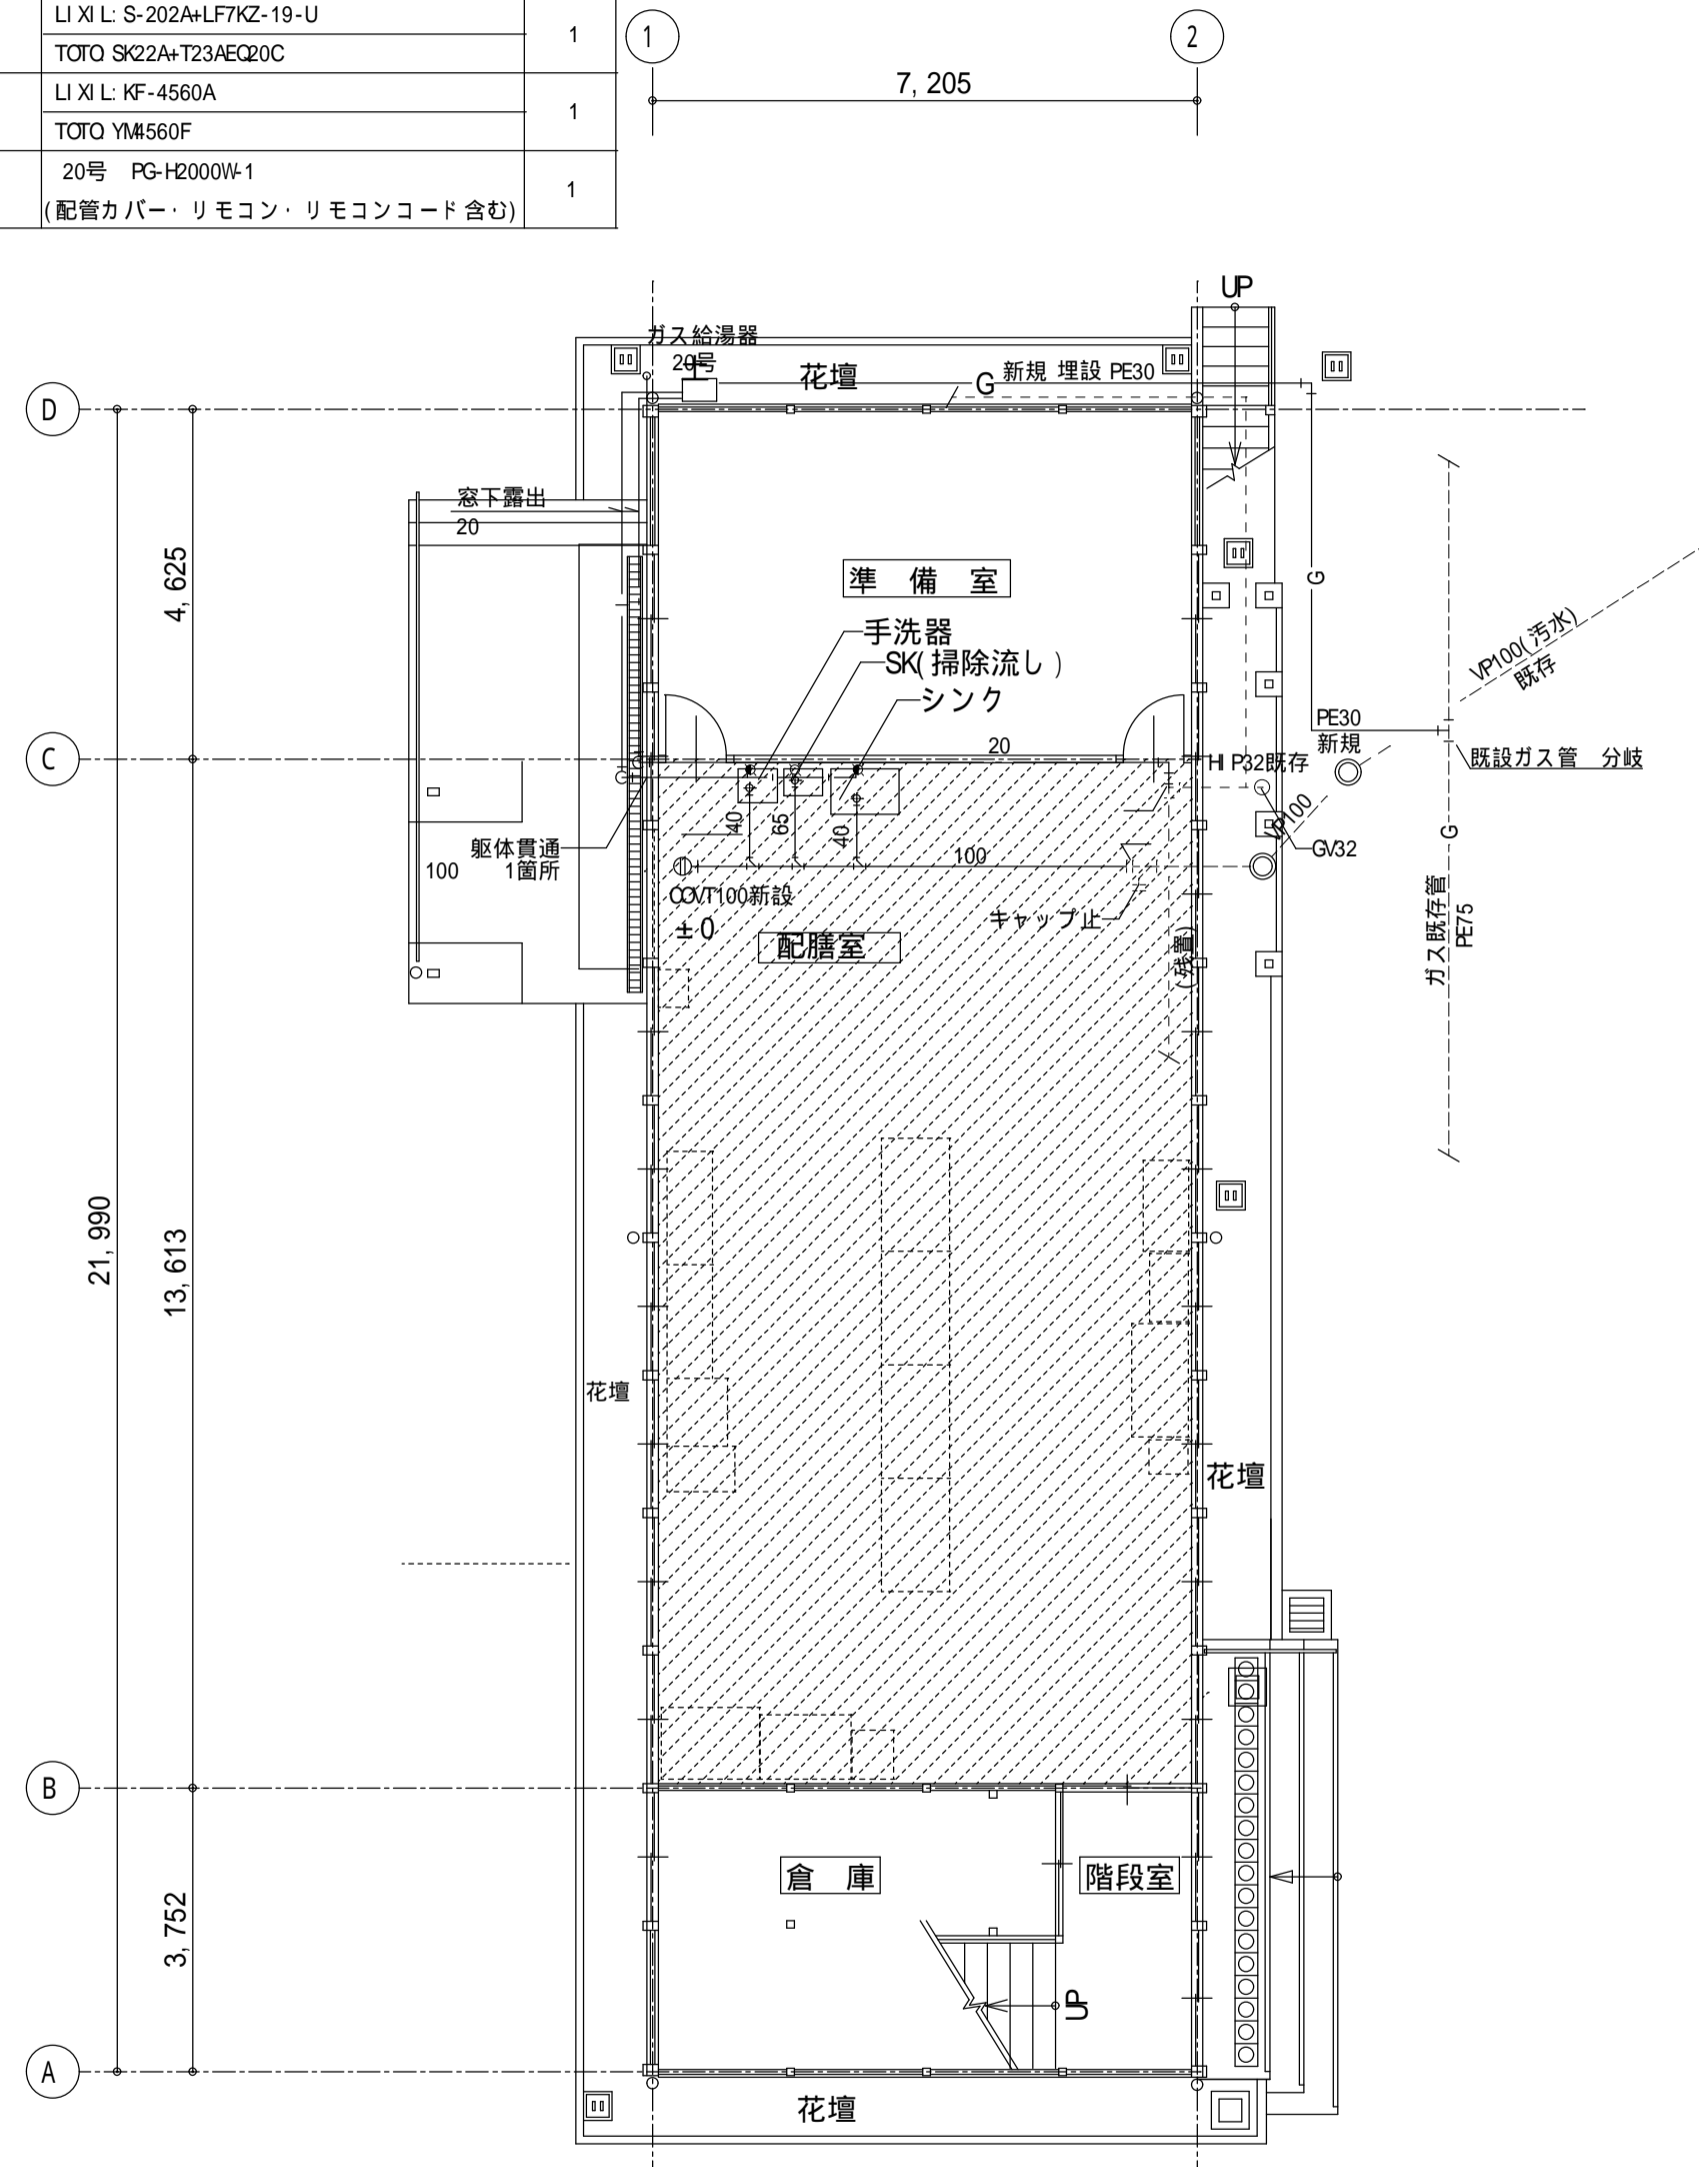 LIXIL: S-202A+LF7KZ-19-U
1
TOTO: SK22A+T23AEQ20C
LIXIL: KF-4560A
1
TOTO: YM4560F
20号 PG-H2000W-1
1
(配管カバー・リモコン・リモコンコード含む)
1
2
7,205
UP
ガス給湯器
20号
花壇
G
新規 埋設 PE30
D
窓下露出
20
4,625
準 備 室
G
手洗器
SK(掃除流し)
シンク
VP100(汚水)
既存
PE30
新規
20
C
HIP32既存
既設ガス管 分岐
40
65
40
VP100
GV32
G
躯体貫通
1箇所
100
100
COVT100新設
キャップ止
±0
配膳室
(残置)
ガス既存管
PE75
21,990
13,613
花壇
花壇
B
倉 庫
階段室
3,752
UP
A
花壇